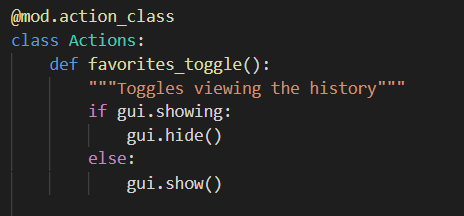 @mod.action_class
class Actions:
    def favorites_toggle():
        """Toggles viewing the history"""
        if gui.showing:
            gui.hide()
        else:
            gui.show()